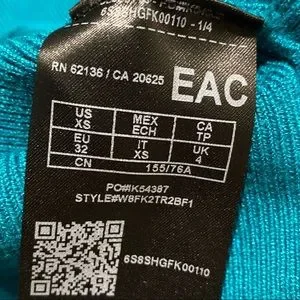 6S8SHGFK00110 - 1/4
RN 62136 / CA 20625
EAC
US MEX CA
XS ECH TP
EU IT UK
32 XS 4
CN 155/76A
PO#IK54387
STYLE#W8FK2TR2BF1
6S8SHGFK00110